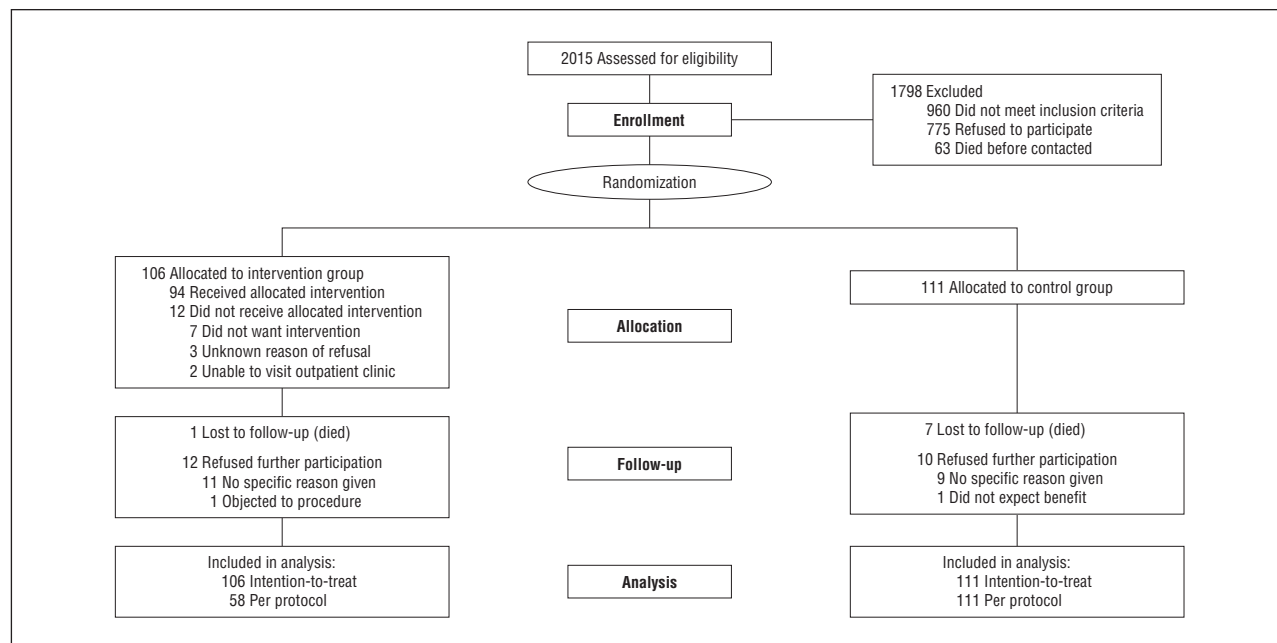 2015 Assessed for eligibility
1798 Excluded
960 Did not meet inclusion criteria
775 Refused to participate
63 Died before contacted
Enrollment
Randomization
106 Allocated to intervention group
94 Received allocated intervention
12 Did not receive allocated intervention
7 Did not want intervention
3 Unknown reason of refusal
2 Unable to visit outpatient clinic
Allocation
111 Allocated to control group
1 Lost to follow-up (died)
12 Refused further participation
11 No specific reason given
1 Objected to procedure
Follow-up
7 Lost to follow-up (died)
10 Refused further participation
9 No specific reason given
1 Did not expect benefit
Included in analysis:
106 Intention-to-treat
58 Per protocol
Analysis
Included in analysis:
111 Intention-to-treat
111 Per protocol